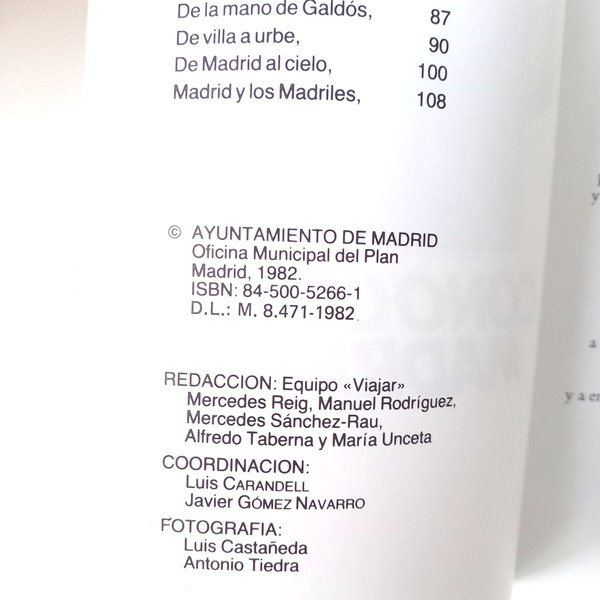 De la mano de Galdós, 87
De villa a urbe, 90
De Madrid al cielo, 100
Madrid y los Madriles, 108
© AYUNTAMIENTO DE MADRID
Oficina Municipal del Plan
Madrid, 1982.
ISBN: 84-500-5266-1
D.L.: M. 8.471-1982
REDACCION: Equipo «Viajar»
Mercedes Reig, Manuel Rodríguez,
Mercedes Sánchez-Rau,
Alfredo Taberna y María Unceta
COORDINACION:
Luis CARANDELL
Javier GÓMEZ NAVARRO
FOTOGRAFIA:
Luis Castañeda
Antonio Tiedra
y
a
y a